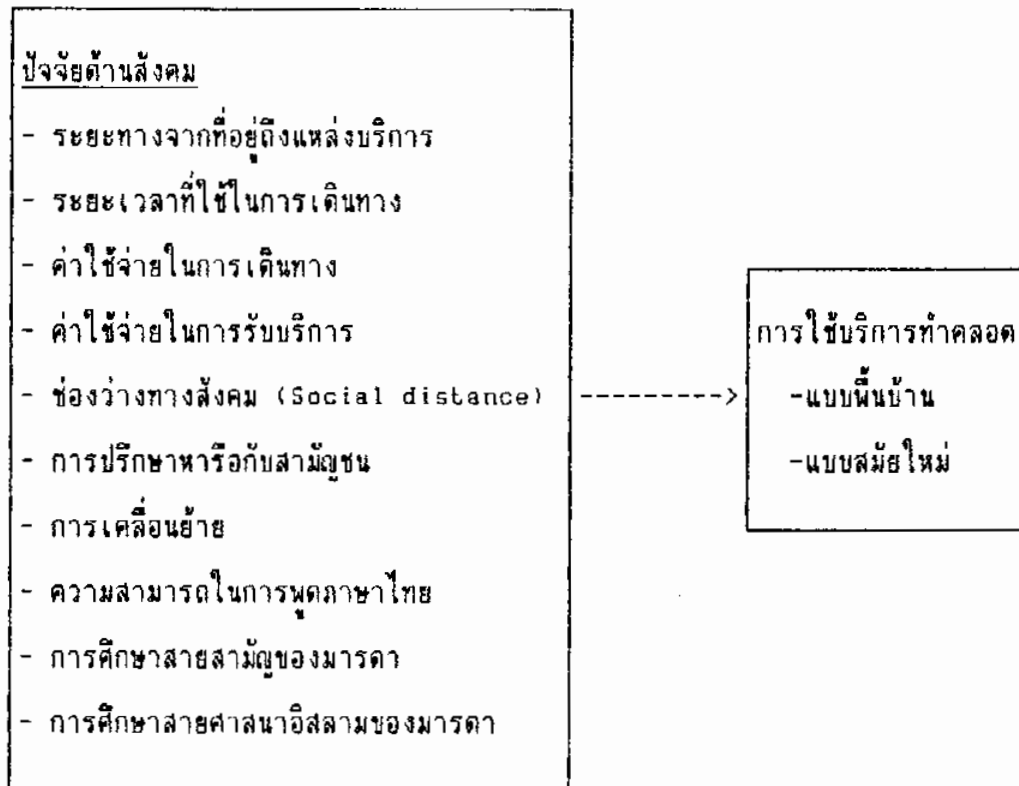 ปัจจัยด้านสังคม
- ระยะทางจากที่อยู่ถึงแหล่งบริการ
- ระยะเวลาที่ใช้ในการเดินทาง
- ค่าใช้จ่ายในการเดินทาง
- ค่าใช้จ่ายในการรับบริการ
- ช่องว่างทางสังคม (Social distance)
- การปรึกษาหารือกับสามัญชน
- การเคลื่อนย้าย
- ความสามารถในการพูดภาษาไทย
- การศึกษาสายสามัญของมารดา
- การศึกษาสายศาสนาอิสลามของมารดา
การใช้บริการทำคลอด
-แบบพื้นบ้าน
-แบบสมัยใหม่